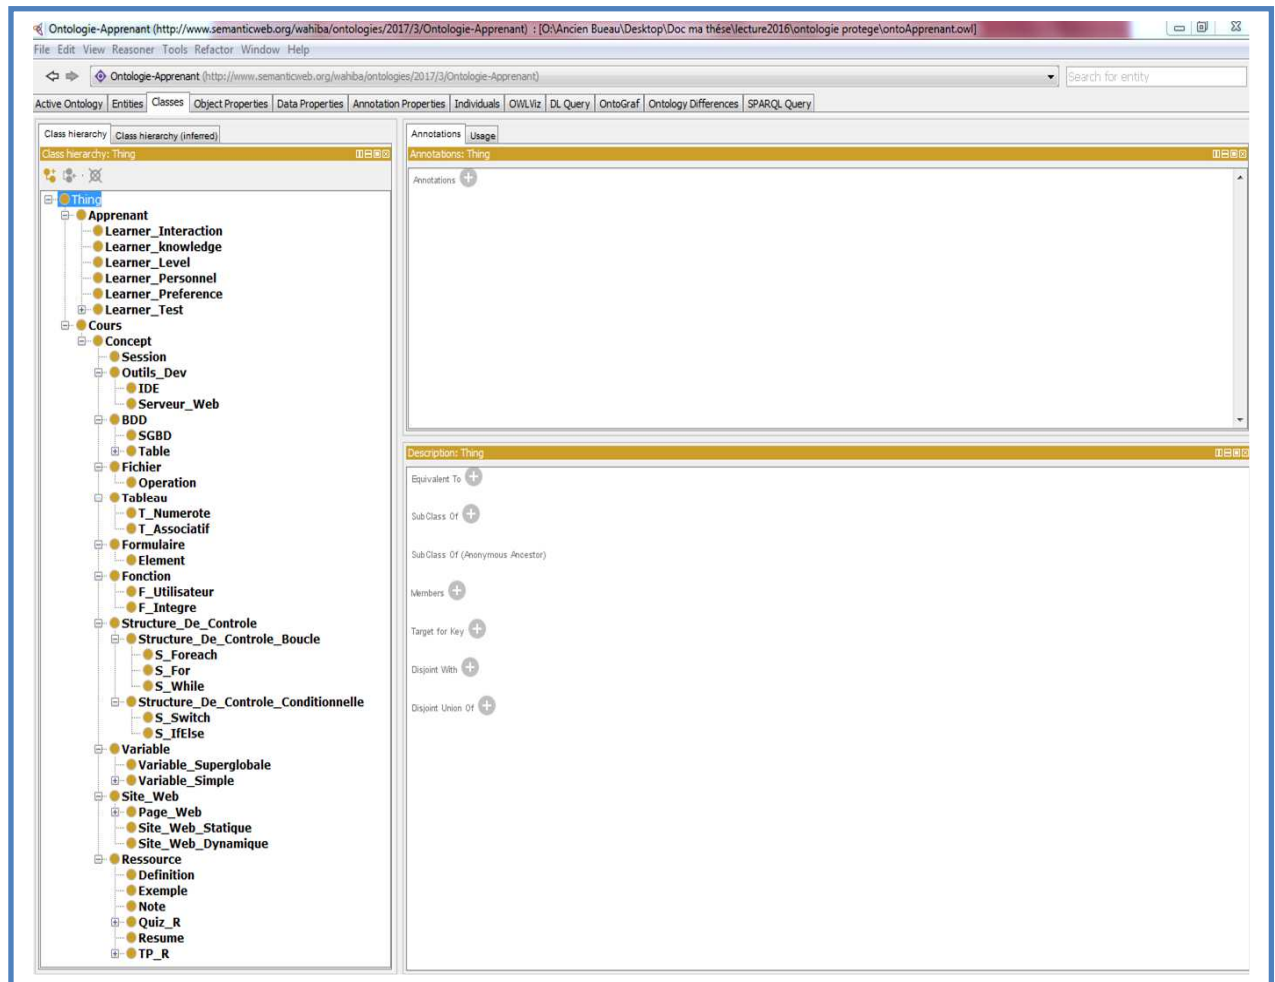 Ontologie-Apprenant (http://www.semanticweb.org/wahiba/ontologies/2017/3/Ontologie-Apprenant) : [O:\Ancien Bueau\Desktop\Doc ma thése\lecture2016\ontologie protege\ontoApprenant.owl]
File Edit View Reasoner Tools Refactor Window Help
Ontologie-Apprenant (http://www.semanticweb.org/wahiba/ontologies/2017/3/Ontologie-Apprenant)
Search for entity
Active Ontology Entities Classes Object Properties Data Properties Annotation Properties Individuals OWLViz DL Query OntoGraf Ontology Differences SPARQL Query
Class hierarchy Class hierarchy (inferred)
Class hierarchy: Thing
Thing
Apprenant
Learner_Interaction
Learner_knowledge
Learner_Level
Learner_Personnel
Learner_Preference
Learner_Test
Cours
Concept
Session
Outils_Dev
IDE
Serveur_Web
BDD
SGBD
Table
Fichier
Operation
Tableau
T_Numerote
T_Associatif
Formulaire
Element
Fonction
F_Utilisateur
F_Integre
Structure_De_Controle
Structure_De_Controle_Boucle
S_Foreach
S_For
S_While
Structure_De_Controle_Conditionnelle
S_Switch
S_IfElse
Variable
Variable_Superglobale
Variable_Simple
Site_Web
Page_Web
Site_Web_Statique
Site_Web_Dynamique
Ressource
Definition
Exemple
Note
Quiz_R
Resume
TP_R
Annotations Usage
Annotations: Thing
Annotations
Description: Thing
Equivalent To
SubClass Of
SubClass Of (Anonymous Ancestor)
Members
Target for Key
Disjoint With
Disjoint Union Of